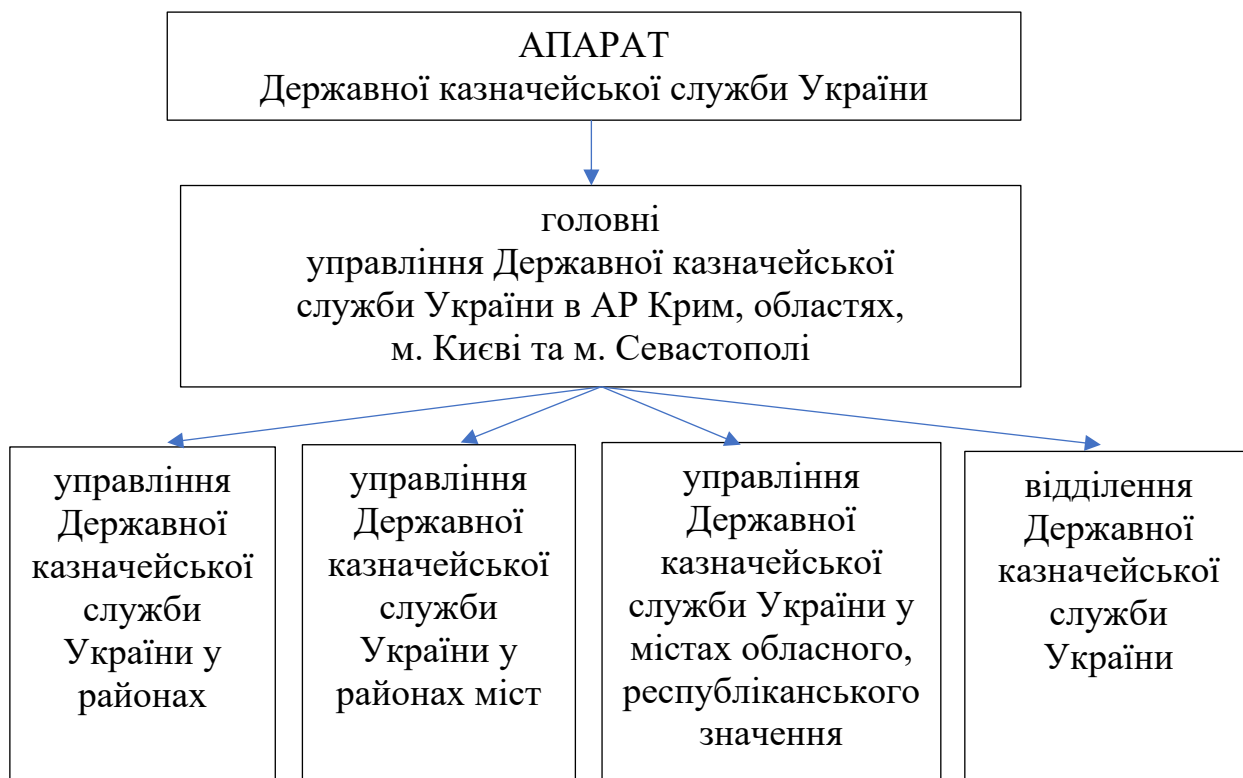 АПАРАТ
Державної казначейської служби України
головні
управління Державної казначейської
служби України в АР Крим, областях,
м. Києві та м. Севастополі
управління
Державної
казначейської
служби
України у
районах
управління
Державної
казначейської
служби
України у
районах міст
управління
Державної
казначейської
служби України у
містах обласного,
республіканського
значення
відділення
Державної
казначейської
служби
України